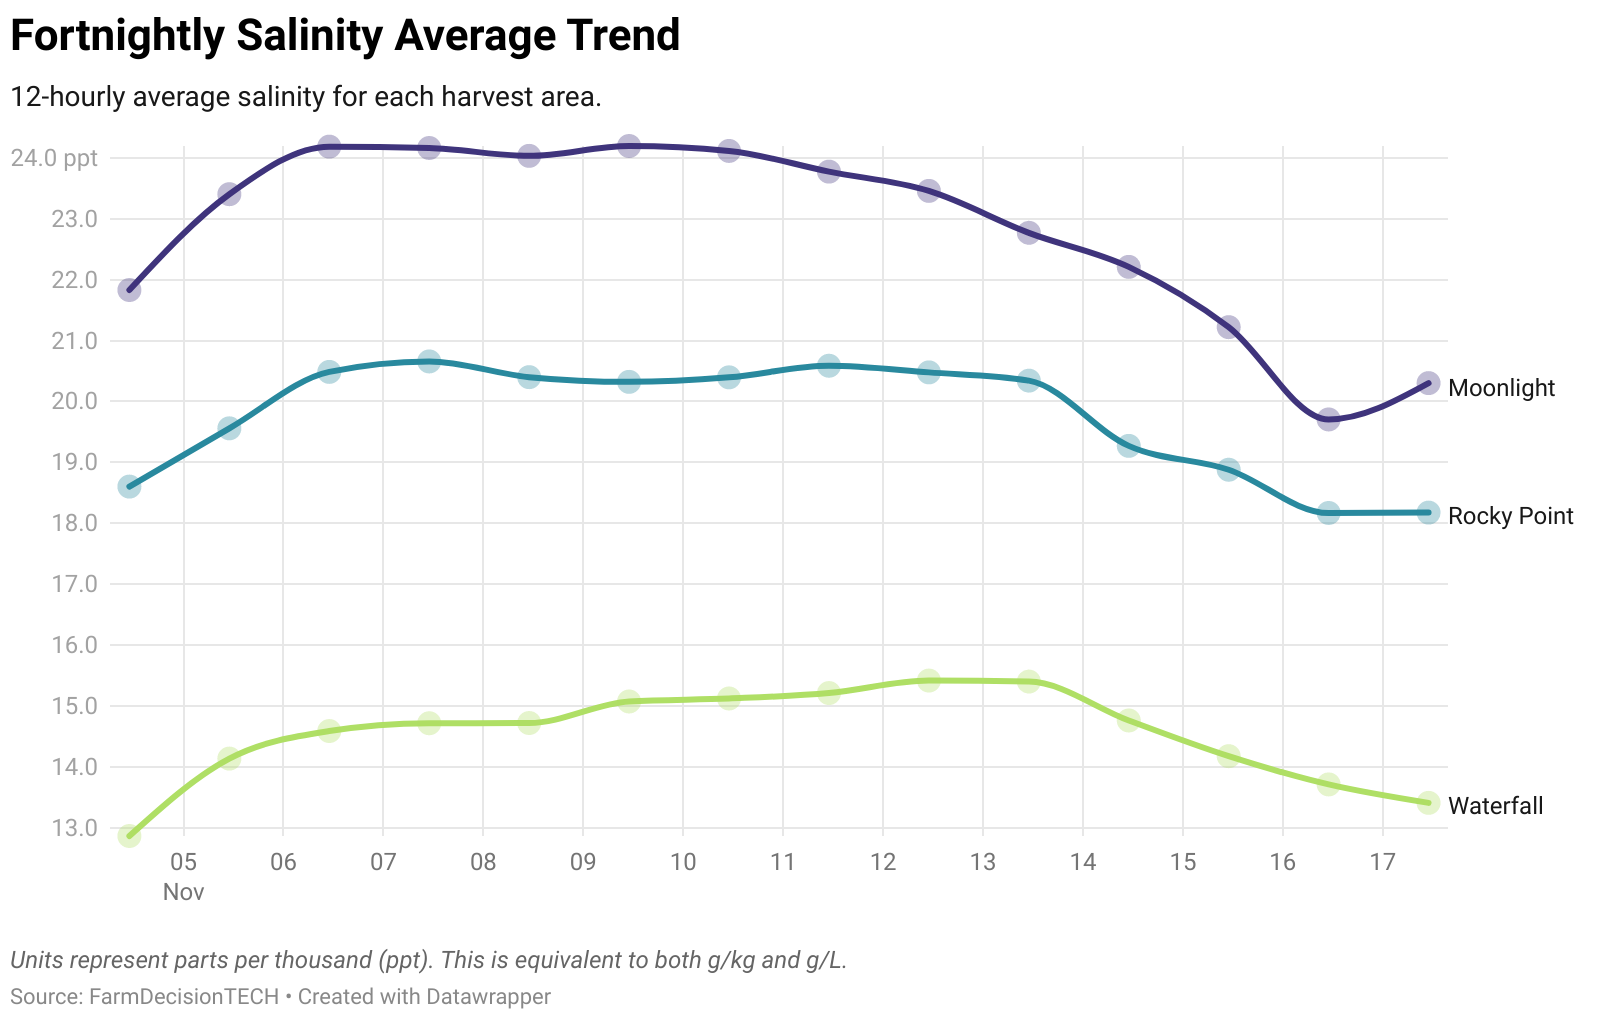 Fortnightly Salinity Average Trend
12-hourly average salinity for each harvest area.
24.0 ppt
23.0
22.0
21.0
20.0
19.0
18.0
17.0
16.0
15.0
14.0
13.0
Moonlight
Rocky Point
Waterfall
05 06 07 08 09 10 11 12 13 14 15 16 17
Nov
Units represent parts per thousand (ppt). This is equivalent to both g/kg and g/L.
Source: FarmDecisionTECH • Created with Datawrapper